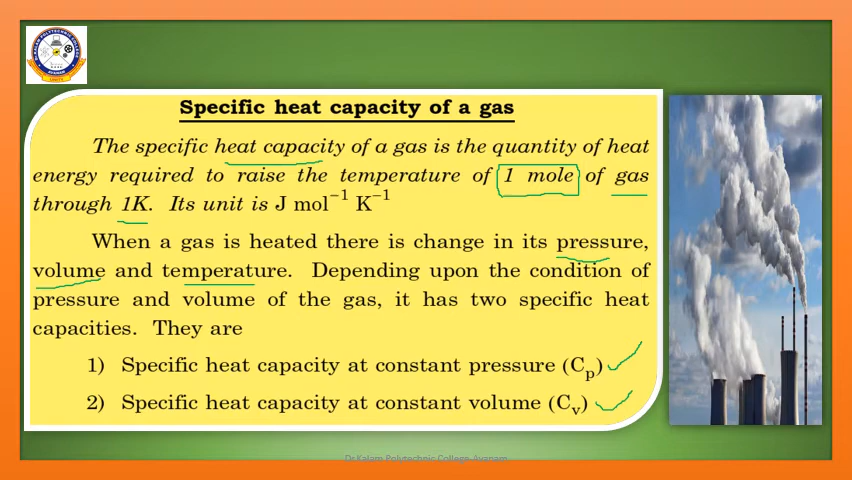 Specific heat capacity of a gas
The specific heat capacity of a gas is the quantity of heat
energy required to raise the temperature of 1 mole of gas
through 1K. Its unit is J mol⁻¹ K⁻¹
When a gas is heated there is change in its pressure,
volume and temperature. Depending upon the condition of
pressure and volume of the gas, it has two specific heat
capacities. They are
1) Specific heat capacity at constant pressure (Cₚ)
2) Specific heat capacity at constant volume (Cᵥ)
Dr.Kalam Polytechnic College, Avanam